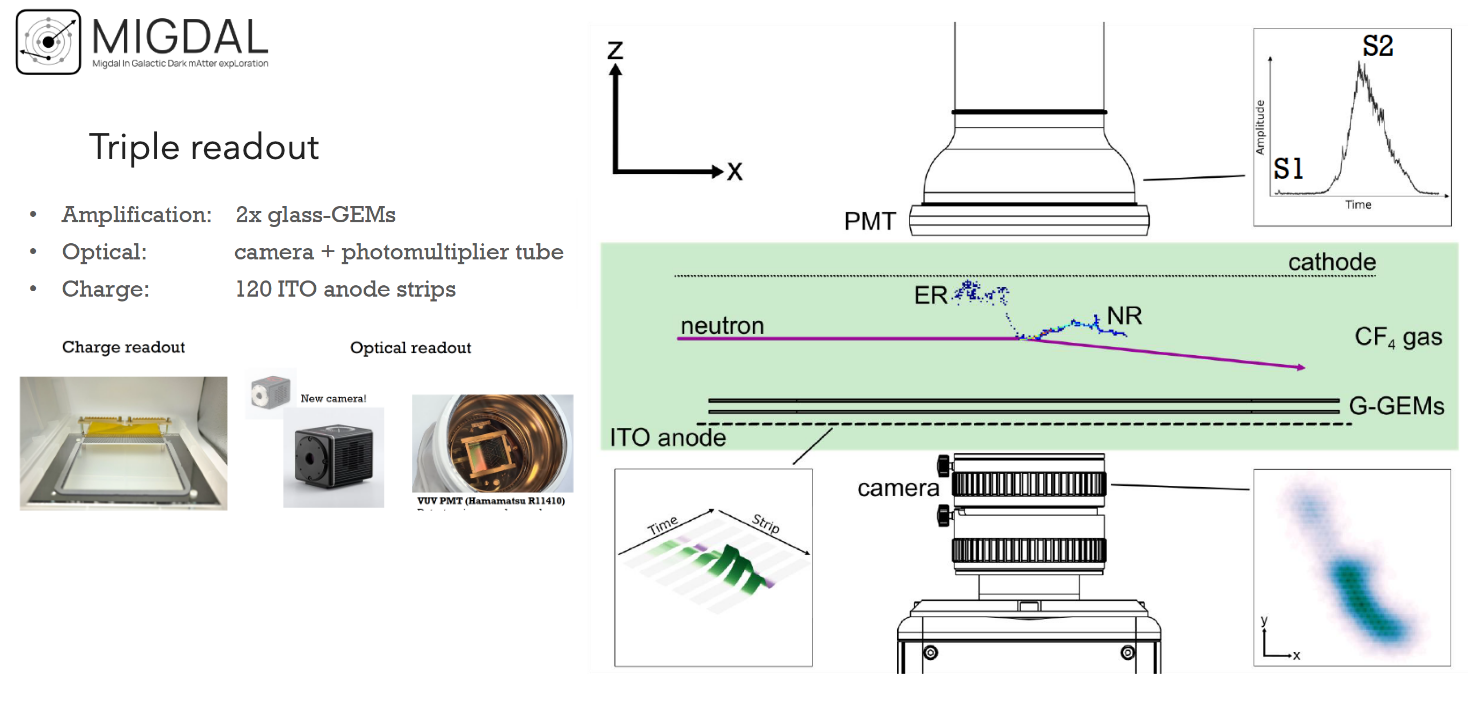 MIGDAL
Migdal In Galactic Dark mAtter expLoration
Triple readout
• Amplification: 2x glass-GEMs
• Optical: camera + photomultiplier tube
• Charge: 120 ITO anode strips
Charge readout
Optical readout
New camera!
VUV PMT (Hamamatsu R11410)
z
x
PMT
S2
S1
Amplitude
Time
cathode
ER
NR
neutron
CF₄ gas
G-GEMs
ITO anode
camera
Time
Strip
y
x